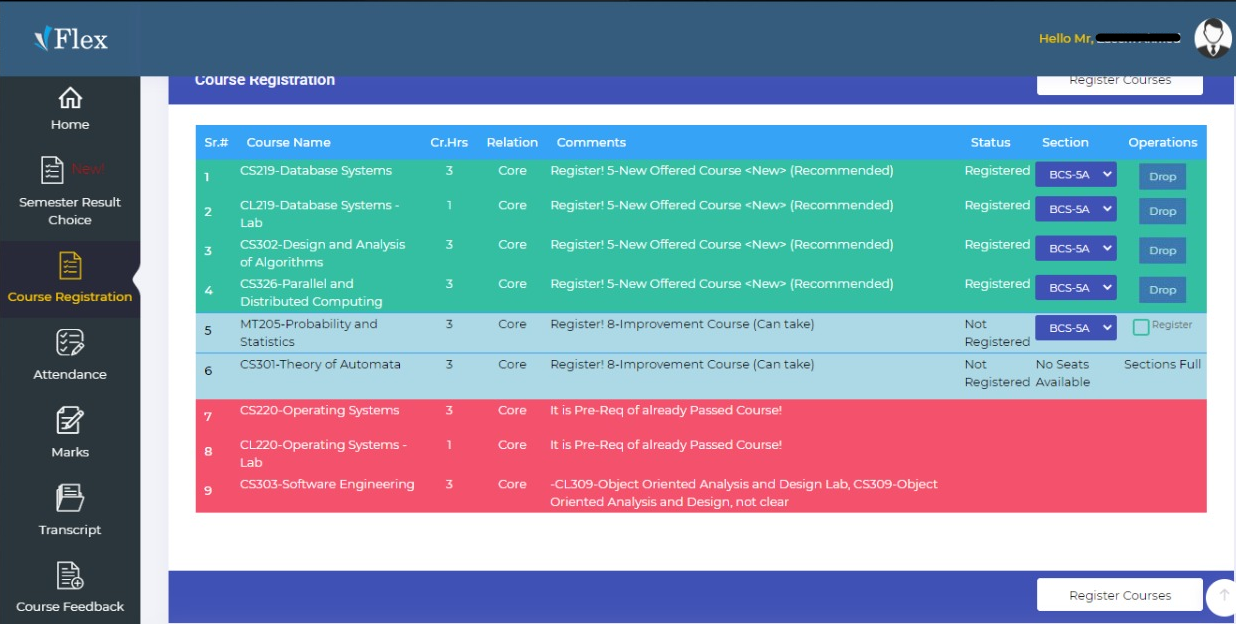 Flex
Hello Mr,
Course Registration
Register Courses
Home
New!
Semester Result
Choice
Course Registration
Attendance
Marks
Transcript
Course Feedback
Sr.# Course Name Cr.Hrs Relation Comments Status Section Operations
1 CS219-Database Systems 3 Core Register! 5-New Offered Course <New> (Recommended) Registered BCS-5A Drop
2 CL219-Database Systems - 1 Core Register! 5-New Offered Course <New> (Recommended) Registered BCS-5A Drop
Lab
3 CS302-Design and Analysis 3 Core Register! 5-New Offered Course <New> (Recommended) Registered BCS-5A Drop
of Algorithms
4 CS326-Parallel and 3 Core Register! 5-New Offered Course <New> (Recommended) Registered BCS-5A Drop
Distributed Computing
5 MT205-Probability and 3 Core Register! 8-Improvement Course (Can take) Not BCS-5A Register
Statistics Registered
6 CS301-Theory of Automata 3 Core Register! 8-Improvement Course (Can take) Not No Seats Sections Full
Registered Available
7 CS220-Operating Systems 3 Core It is Pre-Req of already Passed Course!
8 CL220-Operating Systems - 1 Core It is Pre-Req of already Passed Course!
Lab
9 CS303-Software Engineering 3 Core -CL309-Object Oriented Analysis and Design Lab, CS309-Object
Oriented Analysis and Design, not clear
Register Courses